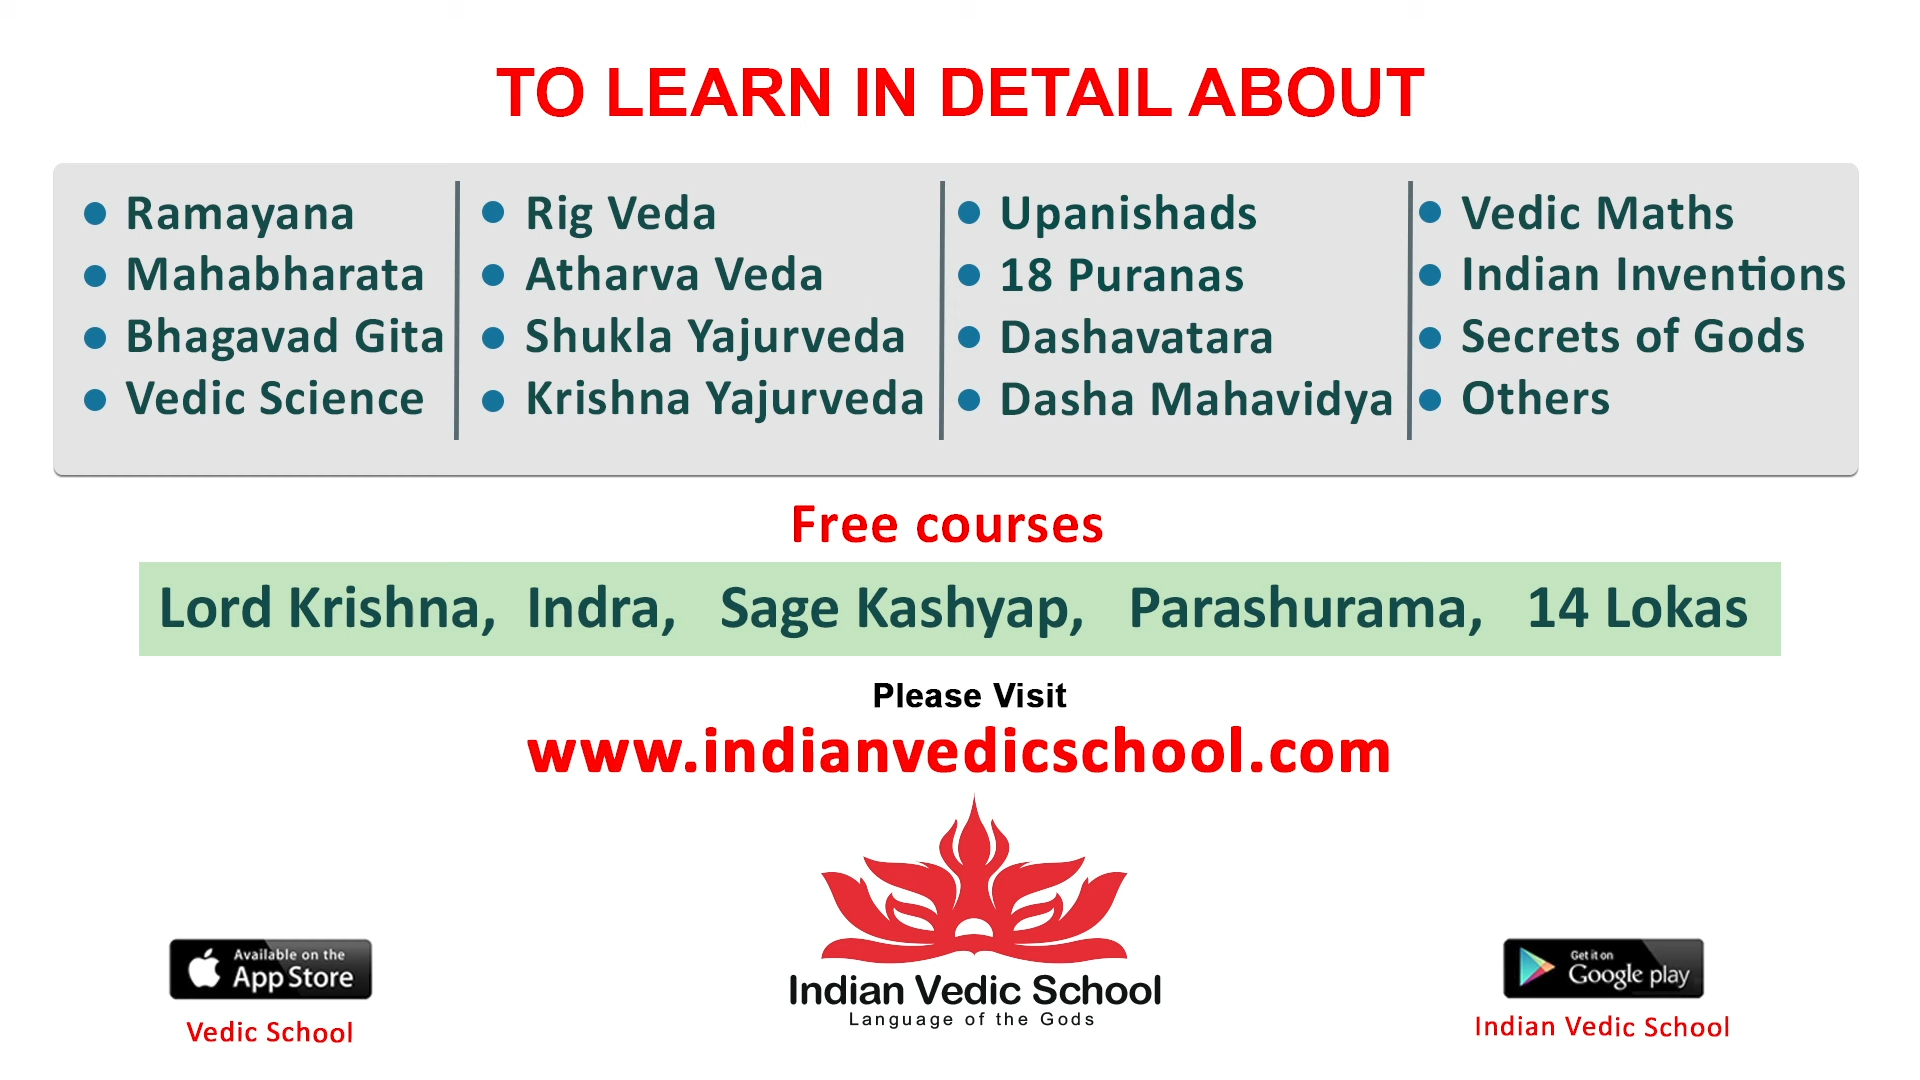 TO LEARN IN DETAIL ABOUT
Ramayana
Mahabharata
Bhagavad Gita
Vedic Science
Rig Veda
Atharva Veda
Shukla Yajurveda
Krishna Yajurveda
Upanishads
18 Puranas
Dashavatara
Dasha Mahavidya
Vedic Maths
Indian Inventions
Secrets of Gods
Others
Free courses
Lord Krishna, Indra, Sage Kashyap, Parashurama, 14 Lokas
Please Visit
www.indianvedicschool.com
Indian Vedic School
Language of the Gods
Available on the
App Store
Vedic School
Get it on
Google play
Indian Vedic School